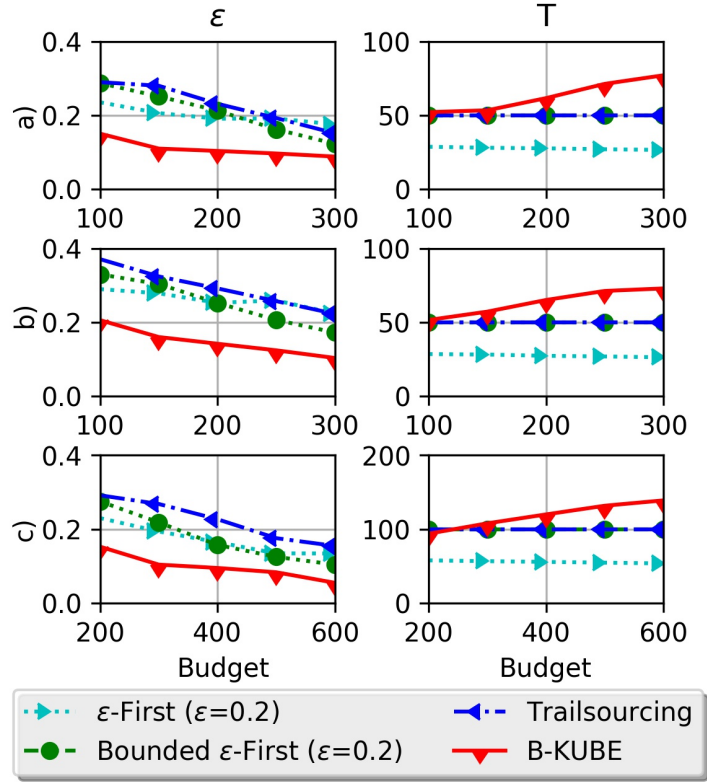 ε T
0.4 100
a) 0.2 50
0.0 0
100 200 300 100 200 300
0.4 100
b) 0.2 50
0.0 0
100 200 300 100 200 300
0.4 200
c) 0.2 100
0.0 0
200 400 600 200 400 600
Budget Budget
ε-First (ε=0.2) Trailsourcing
Bounded ε-First (ε=0.2) B-KUBE